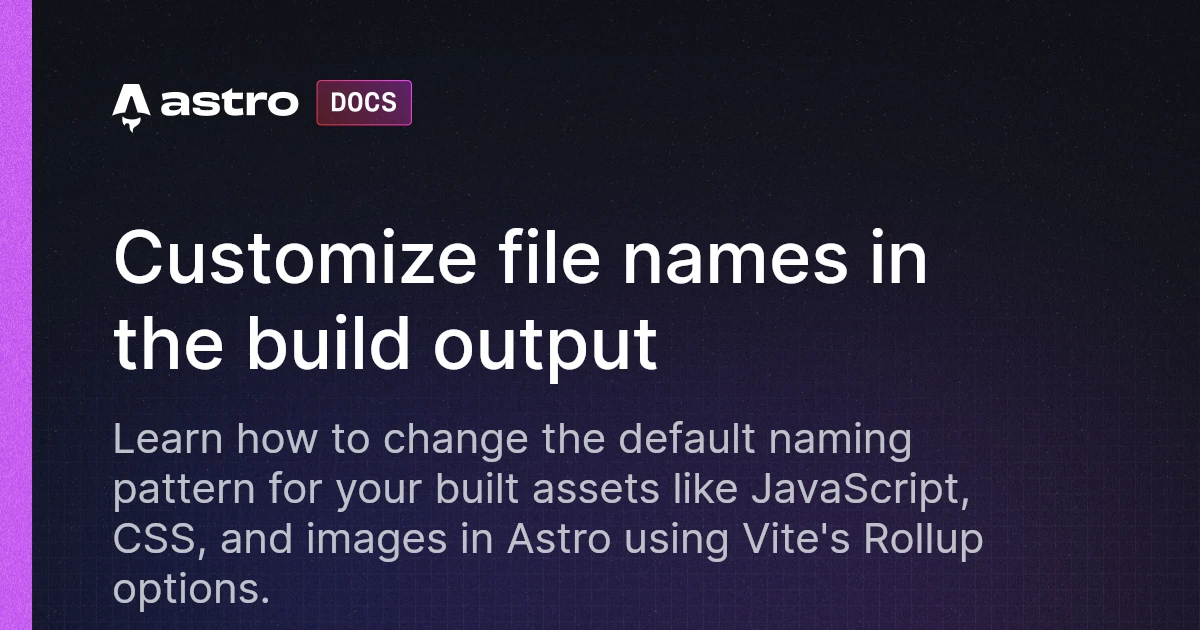 astro DOCS
Customize file names in
the build output
Learn how to change the default naming
pattern for your built assets like JavaScript,
CSS, and images in Astro using Vite's Rollup
options.